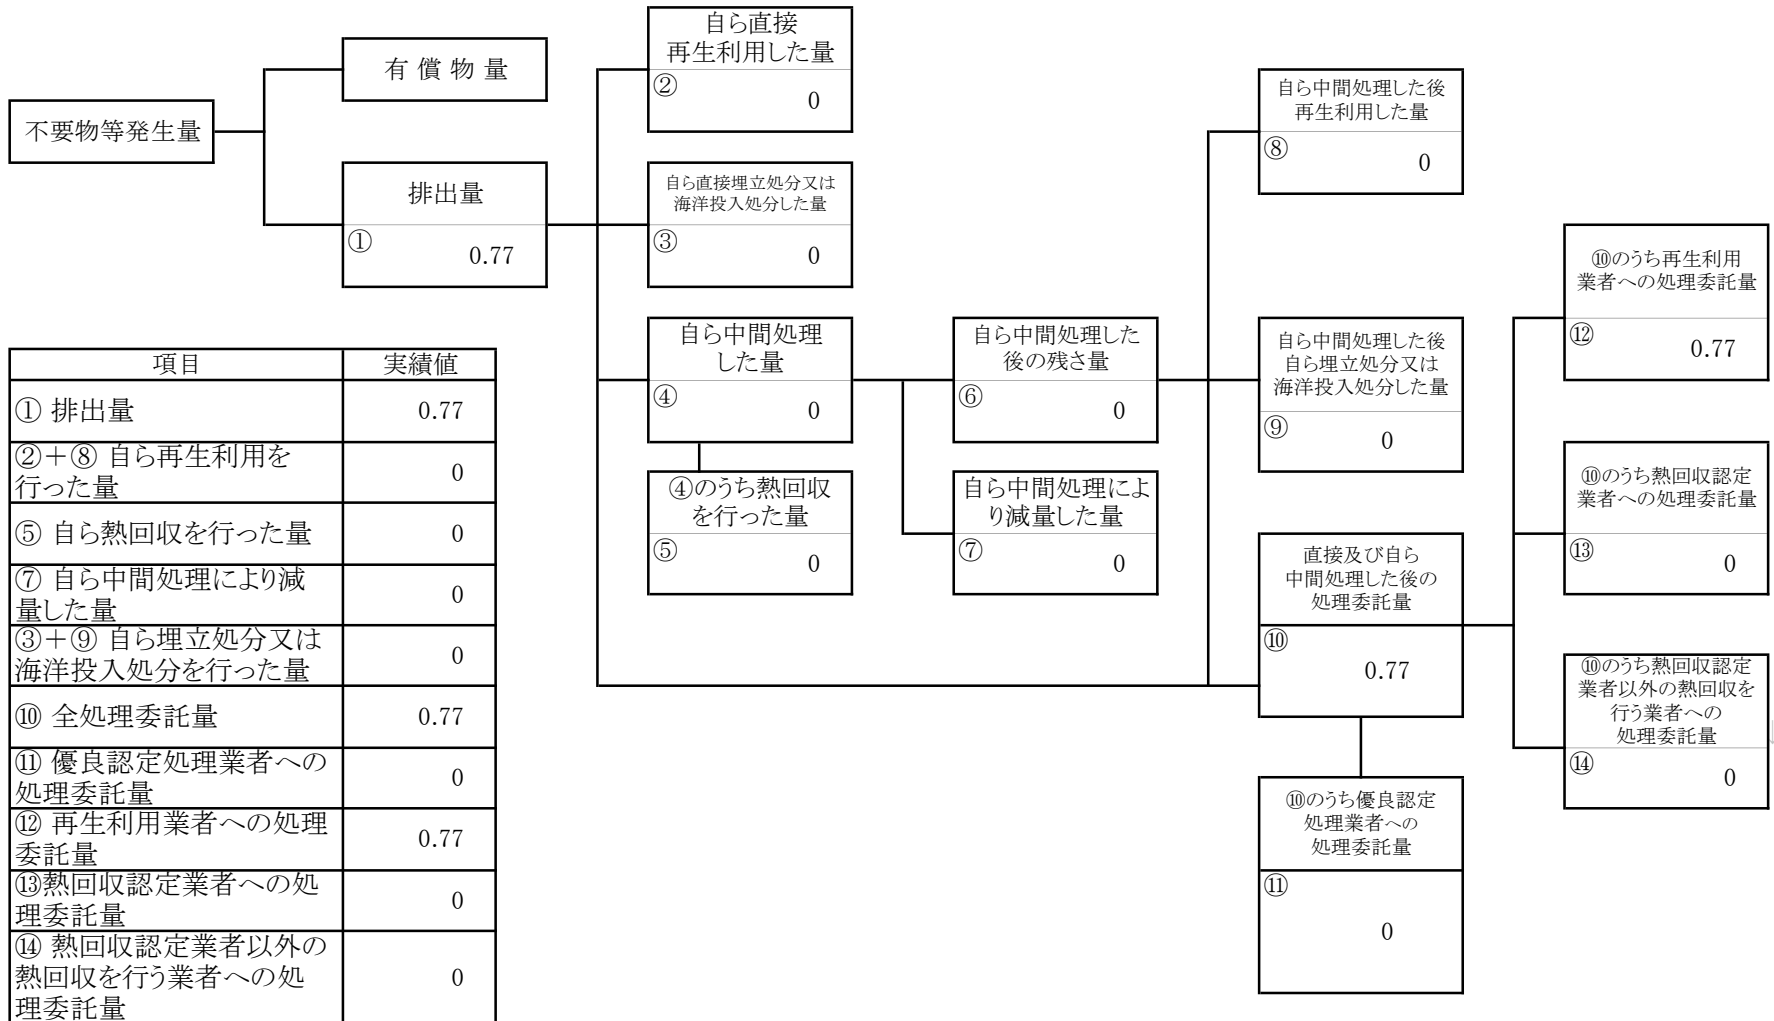 不要物等発生量
有 償 物 量
排出量
①
0.77
自ら直接
再生利用した量
②
0
自ら直接埋立処分又は
海洋投入処分した量
③
0
自ら中間処理
した量
④
0
④のうち熱回収
を行った量
⑤
0
自ら中間処理した
後の残さ量
⑥
0
自ら中間処理によ
り減量した量
⑦
0
自ら中間処理した後
再生利用した量
⑧
0
自ら中間処理した後
自ら埋立処分又は
海洋投入処分した量
⑨
0
直接及び自ら
中間処理した後の
処理委託量
⑩
0.77
⑩のうち優良認定
処理業者への
処理委託量
⑪
0
⑩のうち再生利用
業者への処理委託量
⑫
0.77
⑩のうち熱回収認定
業者への処理委託量
⑬
0
⑩のうち熱回収認定
業者以外の熱回収を
行う業者への
処理委託量
⑭
0
項目 実績値
① 排出量 0.77
②+⑧ 自ら再生利用を
行った量 0
⑤ 自ら熱回収を行った量 0
⑦ 自ら中間処理により減
量した量 0
③+⑨ 自ら埋立処分又は
海洋投入処分を行った量 0
⑩ 全処理委託量 0.77
⑪ 優良認定処理業者への
処理委託量 0
⑫ 再生利用業者への処理
委託量 0.77
⑬熱回収認定業者への処
理委託量 0
⑭ 熱回収認定業者以外の
熱回収を行う業者への処
理委託量 0